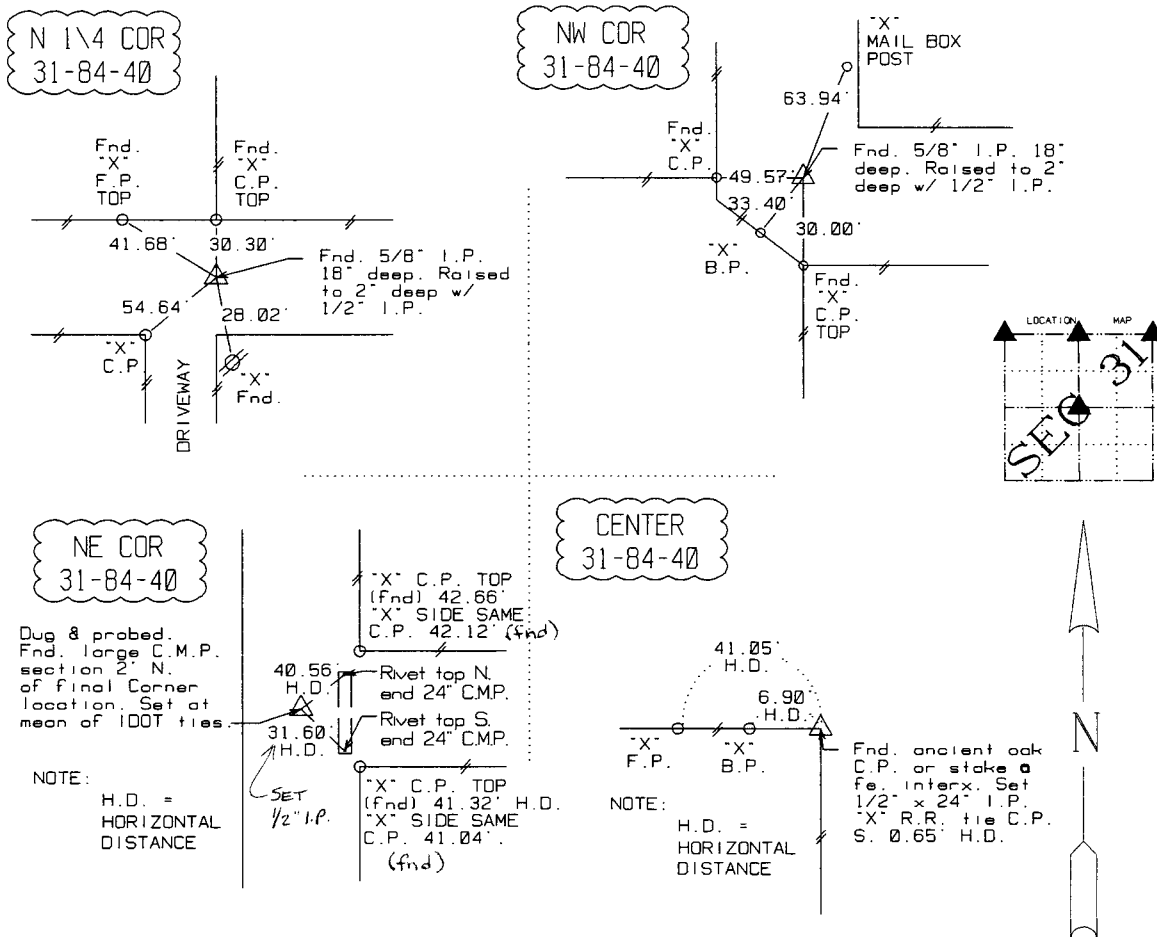 N 1\4 COR
31-84-40
Fnd.
"X"
F.P.
TOP
Fnd.
"X"
C.P.
TOP
41.68'
30.30'
Fnd. 5/8" I.P.
18" deep. Raised
to 2" deep w/
1/2" I.P.
54.64'
28.02'
"X"
C.P.
"X"
Fnd.
DRIVEWAY
NW COR
31-84-40
"X"
MAIL BOX
POST
63.94'
Fnd.
"X"
C.P.
Fnd. 5/8" I.P. 18"
deep. Raised to 2"
deep w/ 1/2" I.P.
49.57'
33.40'
30.00'
"X"
B.P.
Fnd.
"X"
C.P.
TOP
LOCATION MAP
SEC 31
NE COR
31-84-40
Dug & probed.
Fnd. large C.M.P.
section 2' N.
of final Corner
location. Set at
mean of IDOT ties.
"X" C.P. TOP
(fnd) 42.66'
"X" SIDE SAME
C.P. 42.12' (fnd)
40.56'
H.D.
Rivet top N.
end 24" C.M.P.
Rivet top S.
end 24" C.M.P.
31.60'
H.D.
SET
1/2" I.P.
"X" C.P. TOP
(fnd) 41.32' H.D.
"X" SIDE SAME
C.P. 41.04'.
(fnd)
NOTE:
H.D. =
HORIZONTAL
DISTANCE
CENTER
31-84-40
41.05'
H.D.
6.90'
H.D.
"X"
F.P.
"X"
B.P.
Fnd. ancient oak
C.P. or stake @
fe. interx. Set
1/2" x 24" I.P.
"X" R.R. tie C.P.
S. 0.65' H.D.
NOTE:
H.D. =
HORIZONTAL
DISTANCE
N